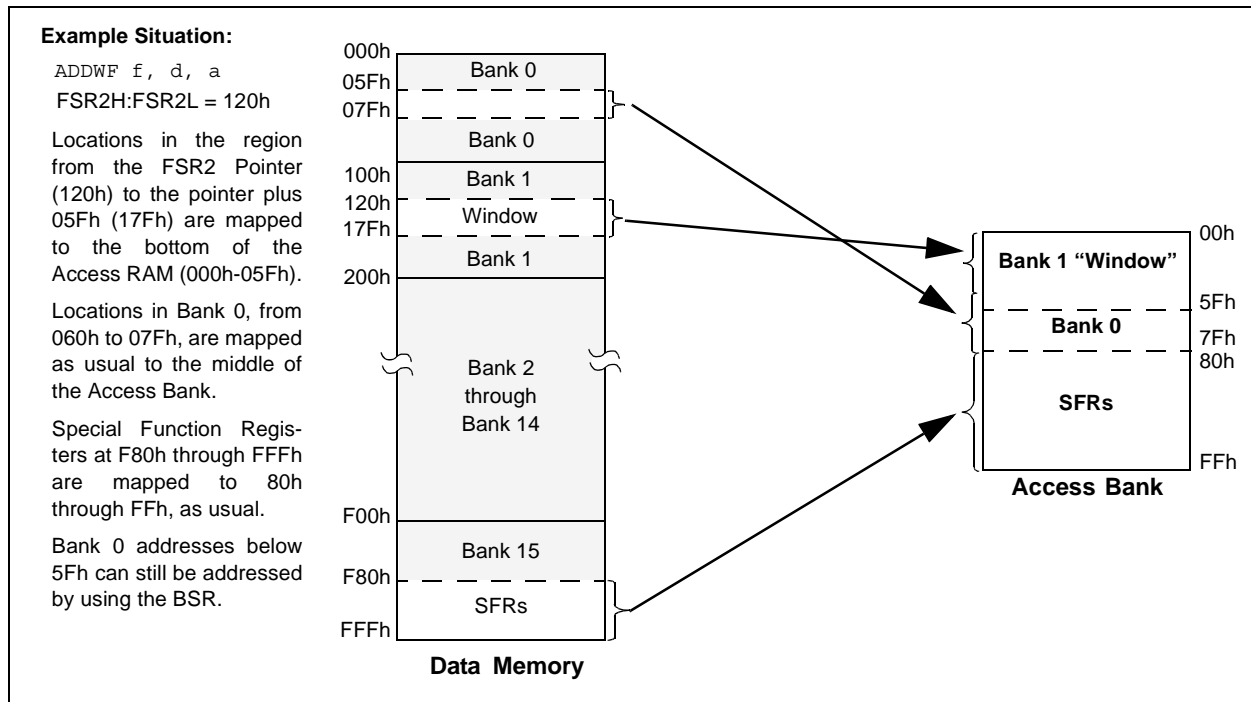 Example Situation:
ADDWF f, d, a
FSR2H:FSR2L = 120h
Locations in the region
from the FSR2 Pointer
(120h) to the pointer plus
05Fh (17Fh) are mapped
to the bottom of the
Access RAM (000h-05Fh).
Locations in Bank 0, from
060h to 07Fh, are mapped
as usual to the middle of
the Access Bank.
Special Function Regis-
ters at F80h through FFFh
are mapped to 80h
through FFh, as usual.
Bank 0 addresses below
5Fh can still be addressed
by using the BSR.
000h
Bank 0
05Fh
07Fh
Bank 0
100h
Bank 1
120h
Window
17Fh
Bank 1
200h
Bank 2
through
Bank 14
F00h
Bank 15
F80h
SFRs
FFFh
Data Memory
00h
Bank 1 “Window”
5Fh
Bank 0
7Fh
80h
SFRs
FFh
Access Bank